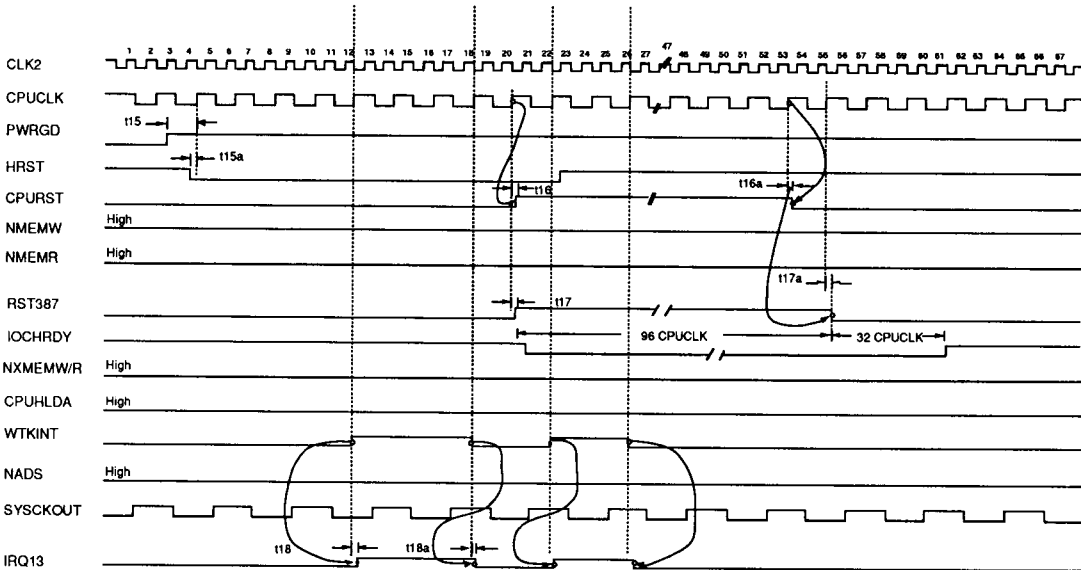 1 2 3 4 5 6 7 8 9 10 11 12 13 14 15 16 17 18 19 20 21 22 23 24 25 26 27 47 48 49 50 51 52 53 54 55 56 57 58 59 60 61 62 63 64 65 66 67
CLK2
CPUCLK
PWRGD t15
HRST t15a
CPURST t16 t16a
NMEMW High
NMEMR High
t17a
RST387 t17
IOCHRDY 96 CPUCLK 32 CPUCLK
NXMEMW/R High
CPUHLDA High
WTKINT
NADS High
SYSCKOUT
t18 t18a
IRQ13